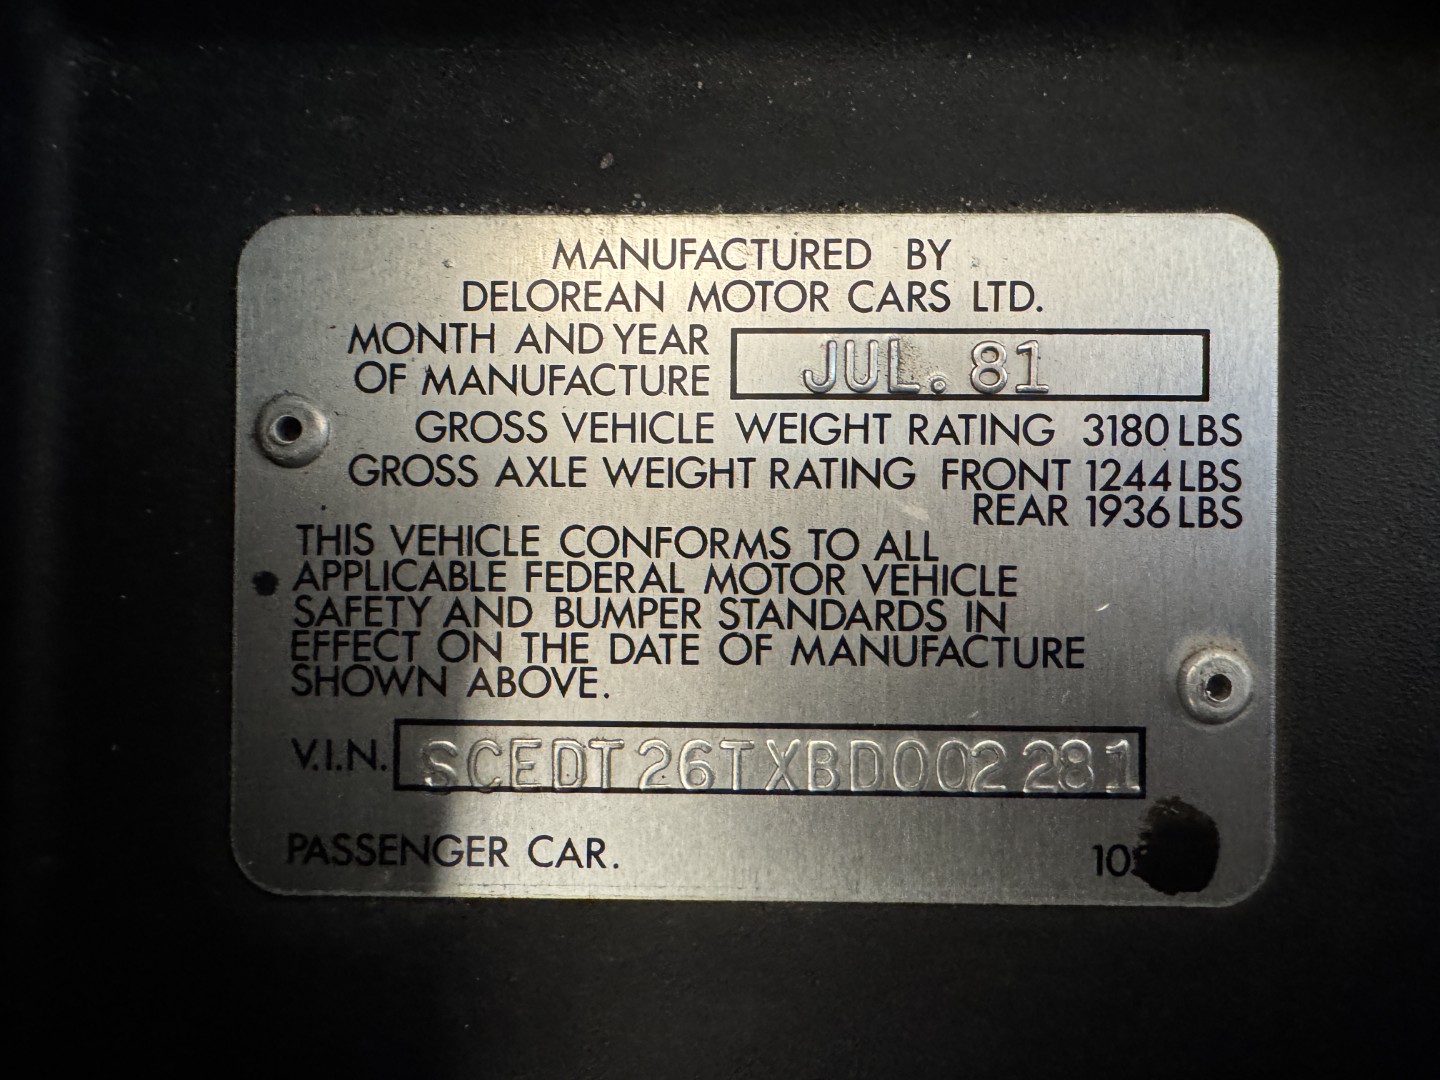 MANUFACTURED BY
DELOREAN MOTOR CARS LTD.
MONTH AND YEAR
OF MANUFACTURE JUL. 81
GROSS VEHICLE WEIGHT RATING 3180 LBS
GROSS AXLE WEIGHT RATING FRONT 1244 LBS
REAR 1936 LBS
THIS VEHICLE CONFORMS TO ALL
APPLICABLE FEDERAL MOTOR VEHICLE
SAFETY AND BUMPER STANDARDS IN
EFFECT ON THE DATE OF MANUFACTURE
SHOWN ABOVE.
V.I.N. SCEDT26TXBD002281
PASSENGER CAR.